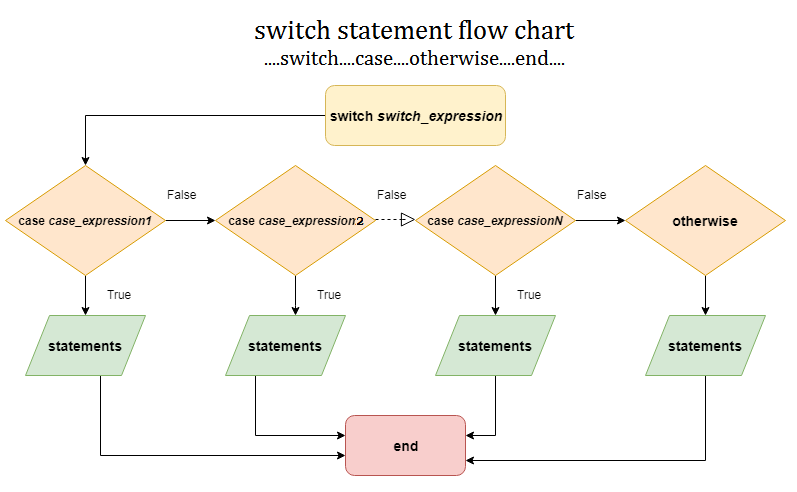 switch statement flow chart
....switch....case....otherwise....end....
switch switch_expression
False
False
False
case case_expression1
case case_expression2
case case_expressionN
otherwise
True
True
True
statements
statements
statements
statements
end